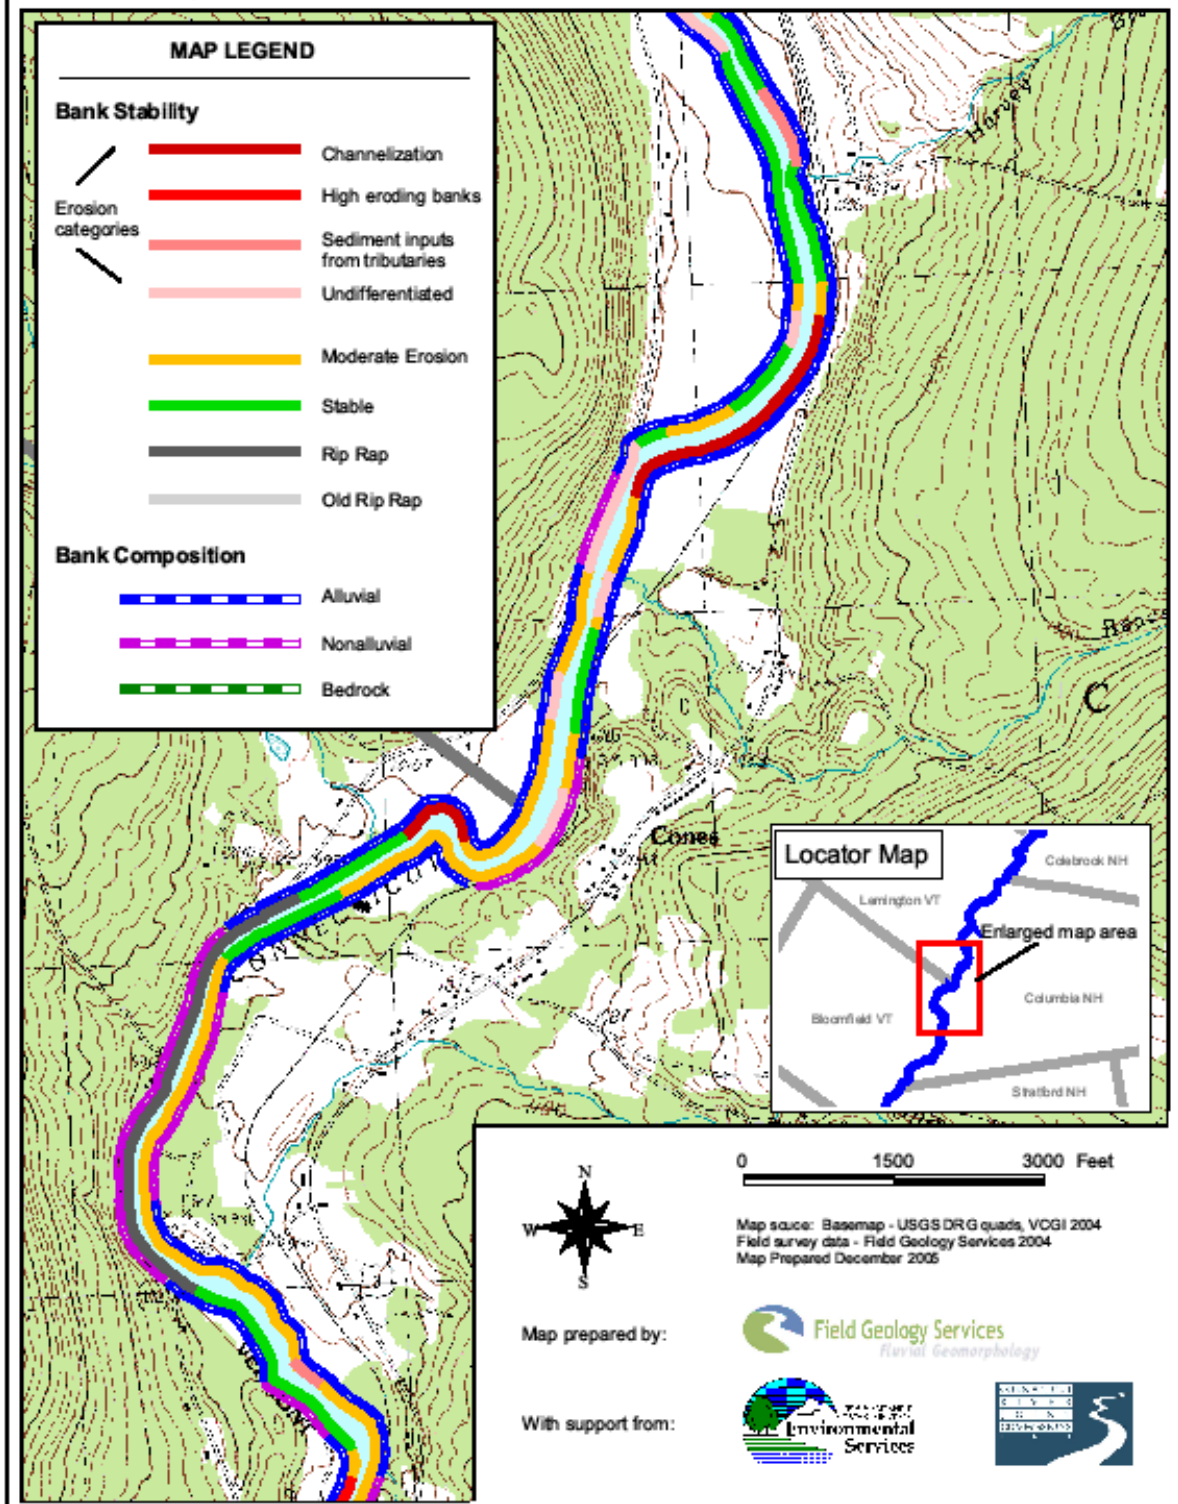 MAP LEGEND
Bank Stability
Channelization
High eroding banks
Erosion
categories
Sediment inputs
from tributaries
Undifferentiated
Moderate Erosion
Stable
Rip Rap
Old Rip Rap
Bank Composition
Alluvial
Nonalluvial
Bedrock
Harvey
C
Cones
Locator Map
Colebrook NH
Lemington VT
Enlarged map area
Columbia NH
Bloomfield VT
Stratford NH
N
W
E
S
0 1500 3000 Feet
Map souce: Basemap - USGS DRG quads, VCGI 2004
Field survey data - Field Geology Services 2004
Map Prepared December 2005
Map prepared by:
Field Geology Services
Fluvial Geomorphology
With support from:
Environmental
Services